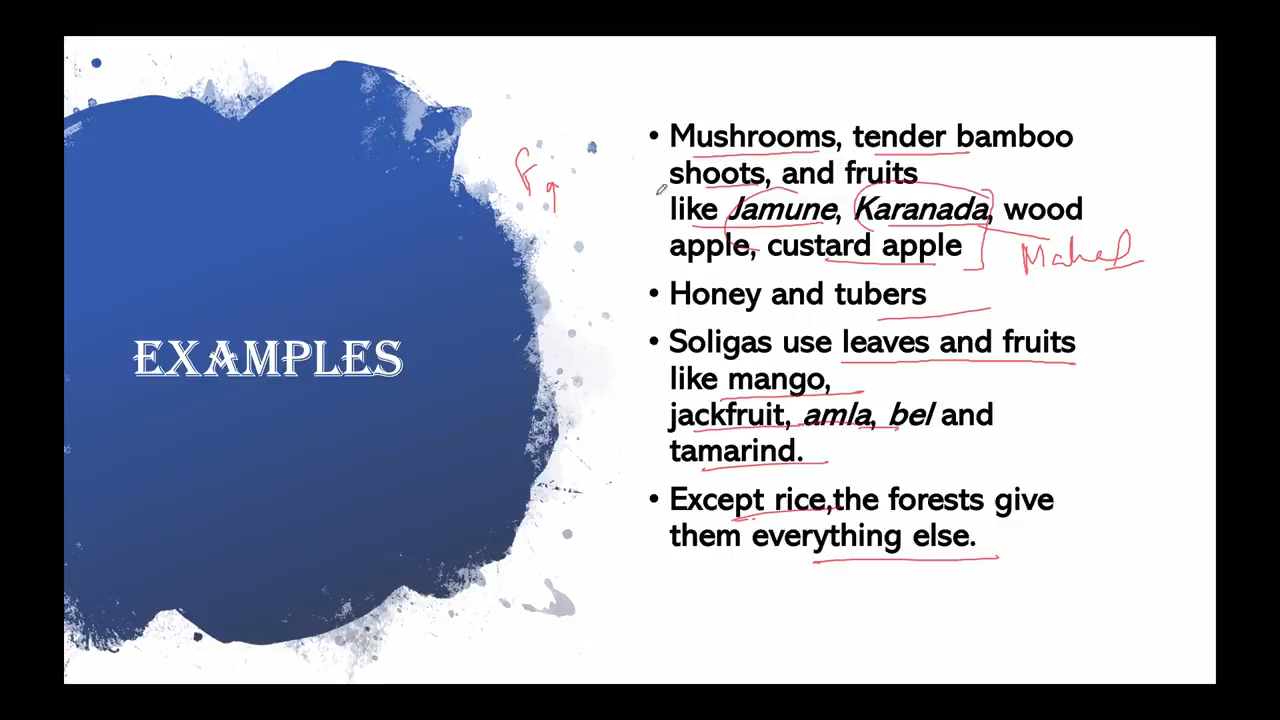 EXAMPLES
• Mushrooms, tender bamboo
shoots, and fruits
like Jamune, Karanada, wood
apple, custard apple
• Honey and tubers
• Soligas use leaves and fruits
like mango,
jackfruit, amla, bel and
tamarind.
• Except rice,the forests give
them everything else.